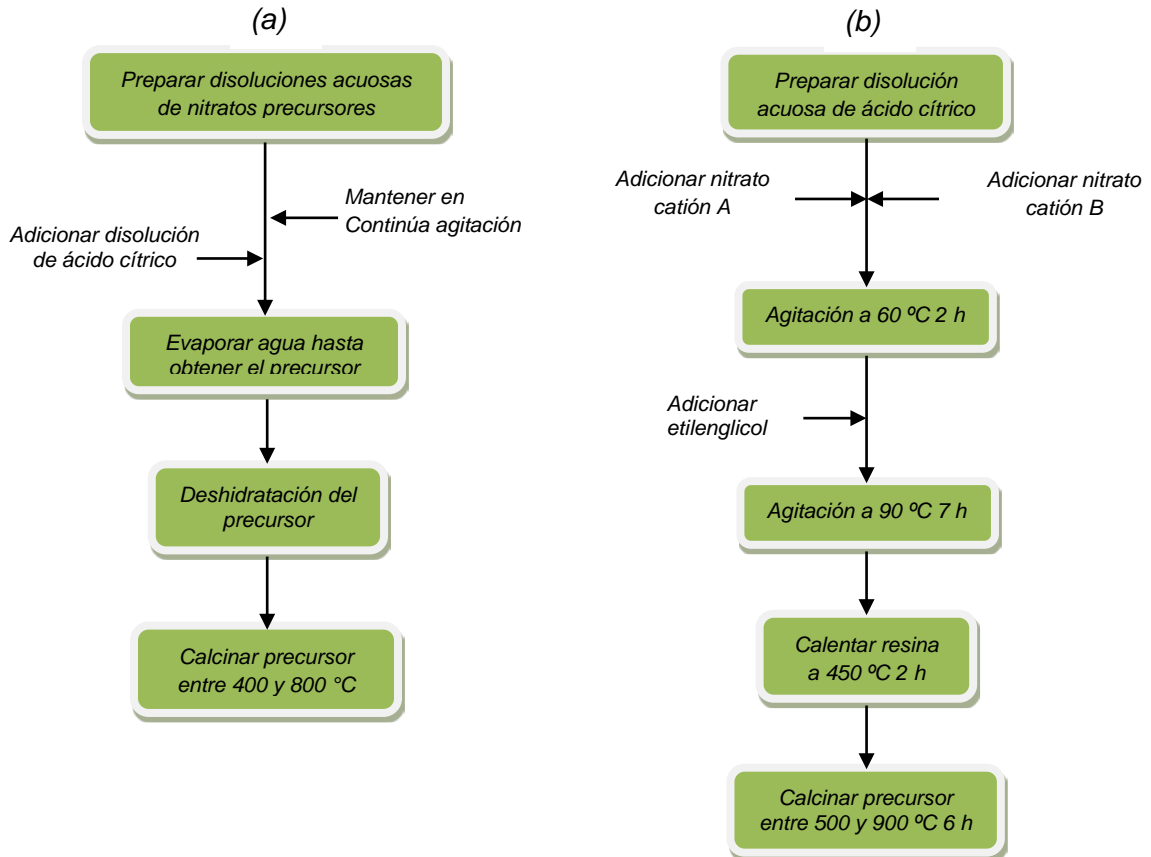 (a)
Preparar disoluciones acuosas
de nitratos precursores
Mantener en
Continúa agitación
Adicionar disolución
de ácido cítrico
Evaporar agua hasta
obtener el precursor
Deshidratación del
precursor
Calcinar precursor
entre 400 y 800 °C
(b)
Preparar disolución
acuosa de ácido cítrico
Adicionar nitrato
catión A
Adicionar nitrato
catión B
Agitación a 60 ºC 2 h
Adicionar
etilenglicol
Agitación a 90 ºC 7 h
Calentar resina
a 450 ºC 2 h
Calcinar precursor
entre 500 y 900 ºC 6 h